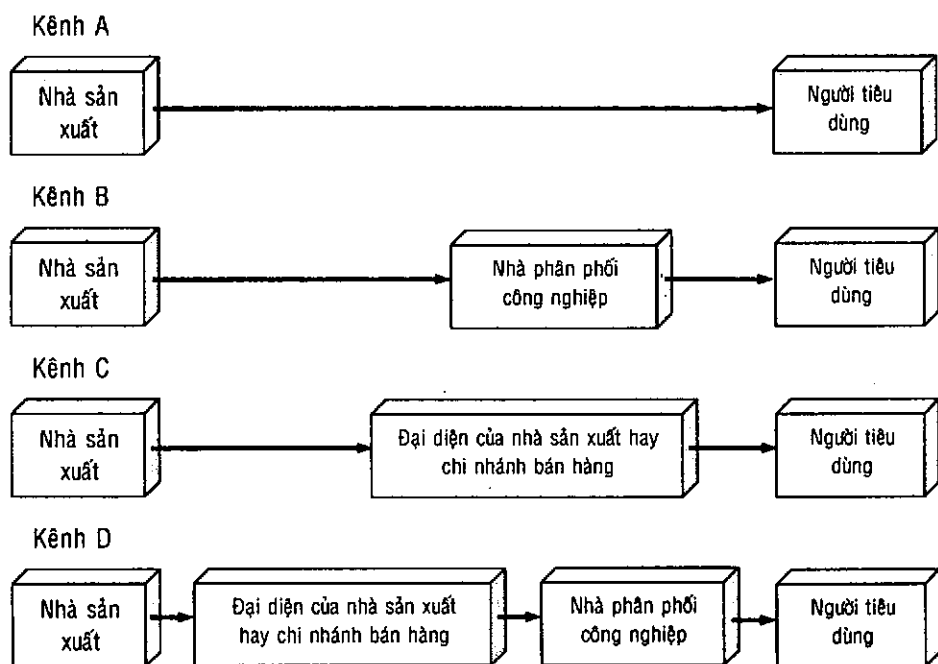 Kênh A
Nhà sản
xuất
Người tiêu
dùng
Kênh B
Nhà sản
xuất
Nhà phân phối
công nghiệp
Người tiêu
dùng
Kênh C
Nhà sản
xuất
Đại diện của nhà sản xuất hay
chi nhánh bán hàng
Người tiêu
dùng
Kênh D
Nhà sản
xuất
Đại diện của nhà sản xuất
hay chi nhánh bán hàng
Nhà phân phối
công nghiệp
Người tiêu
dùng